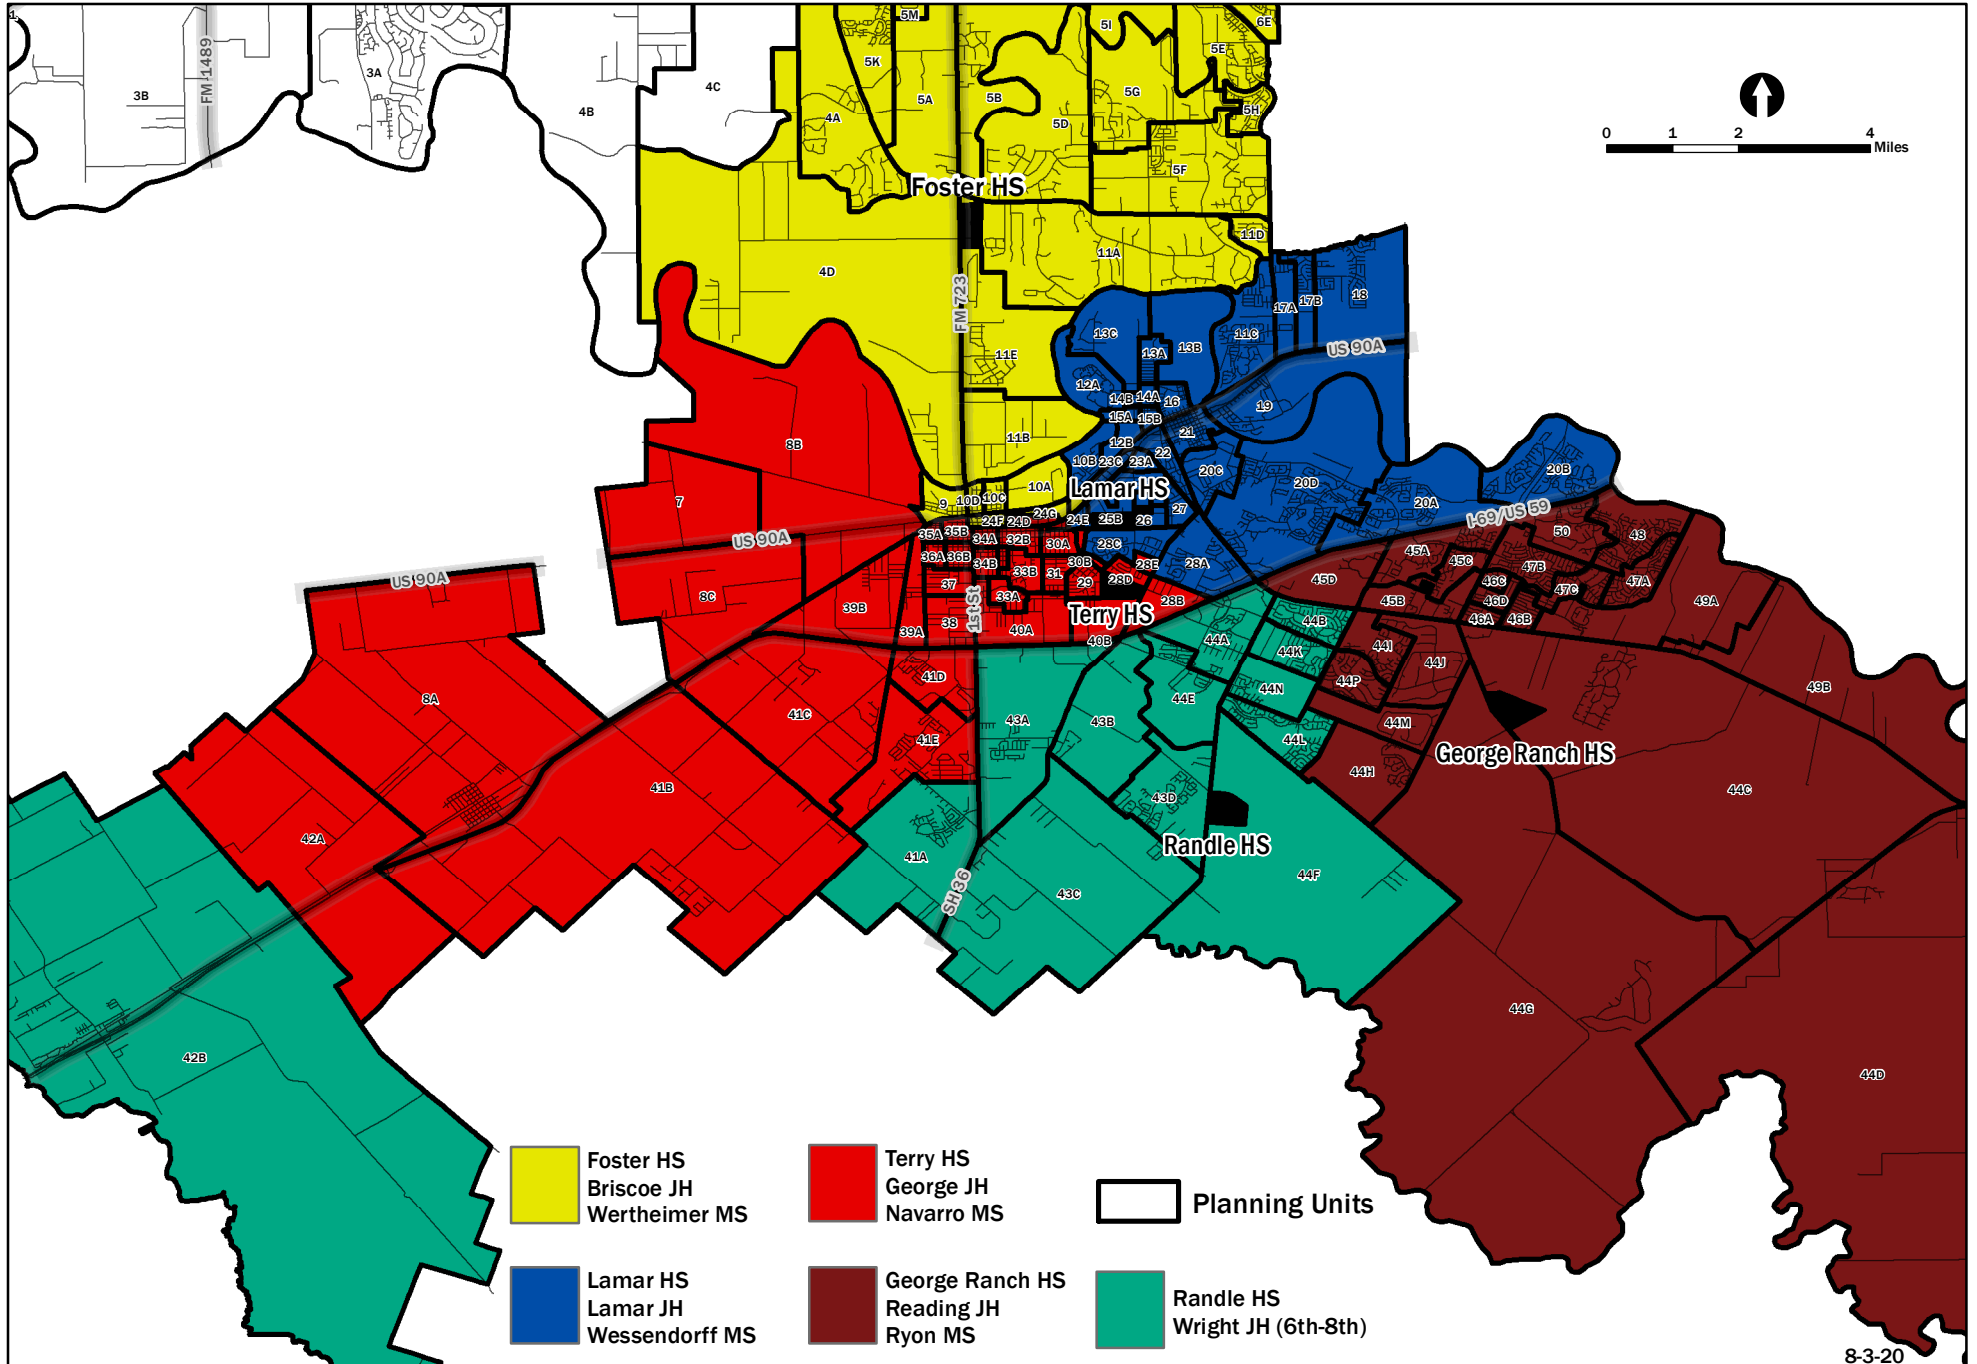 5M
5I
6E
FM 1489
5E
5K
3A
4C
3B
5A
5B
5G
5H
4B
4A
5D
0 1 2 4
Miles
5F
Foster HS
11D
11A
4D
FM 723
17A
17B
18
13C
11C
13A
13B
US 90A
11E
12A
14B
14A
16
19
15A
15B
21
11B
12B
8B
22
10B
23C
23A
20C
20B
20D
Lamar HS
10A
7
9
10D
10C
20A
27
24G
I-69/US 59
24F
24D
24E
25B
26
50
35A
35B
34A
32B
30A
28C
48
US 90A
45A
36A
36B
34B
30B
28E
28A
45C
47B
33B
31
29
28D
45D
46C
47A
US 90A
37
47C
8C
33A
28B
45B
46D
49A
39B
1st St
Terry HS
38
44B
46A
46B
39A
40A
40B
44A
44I
44K
44J
41D
44P
8A
44E
44N
49B
41C
43A
43B
44M
41E
44L
George Ranch HS
44H
41B
44C
43D
42A
Randle HS
41A
44F
SH 36
43C
44G
42B
44D
Foster HS
Briscoe JH
Wertheimer MS
Terry HS
George JH
Navarro MS
Planning Units
Lamar HS
Lamar JH
Wessendorff MS
George Ranch HS
Reading JH
Ryon MS
Randle HS
Wright JH (6th-8th)
8-3-20